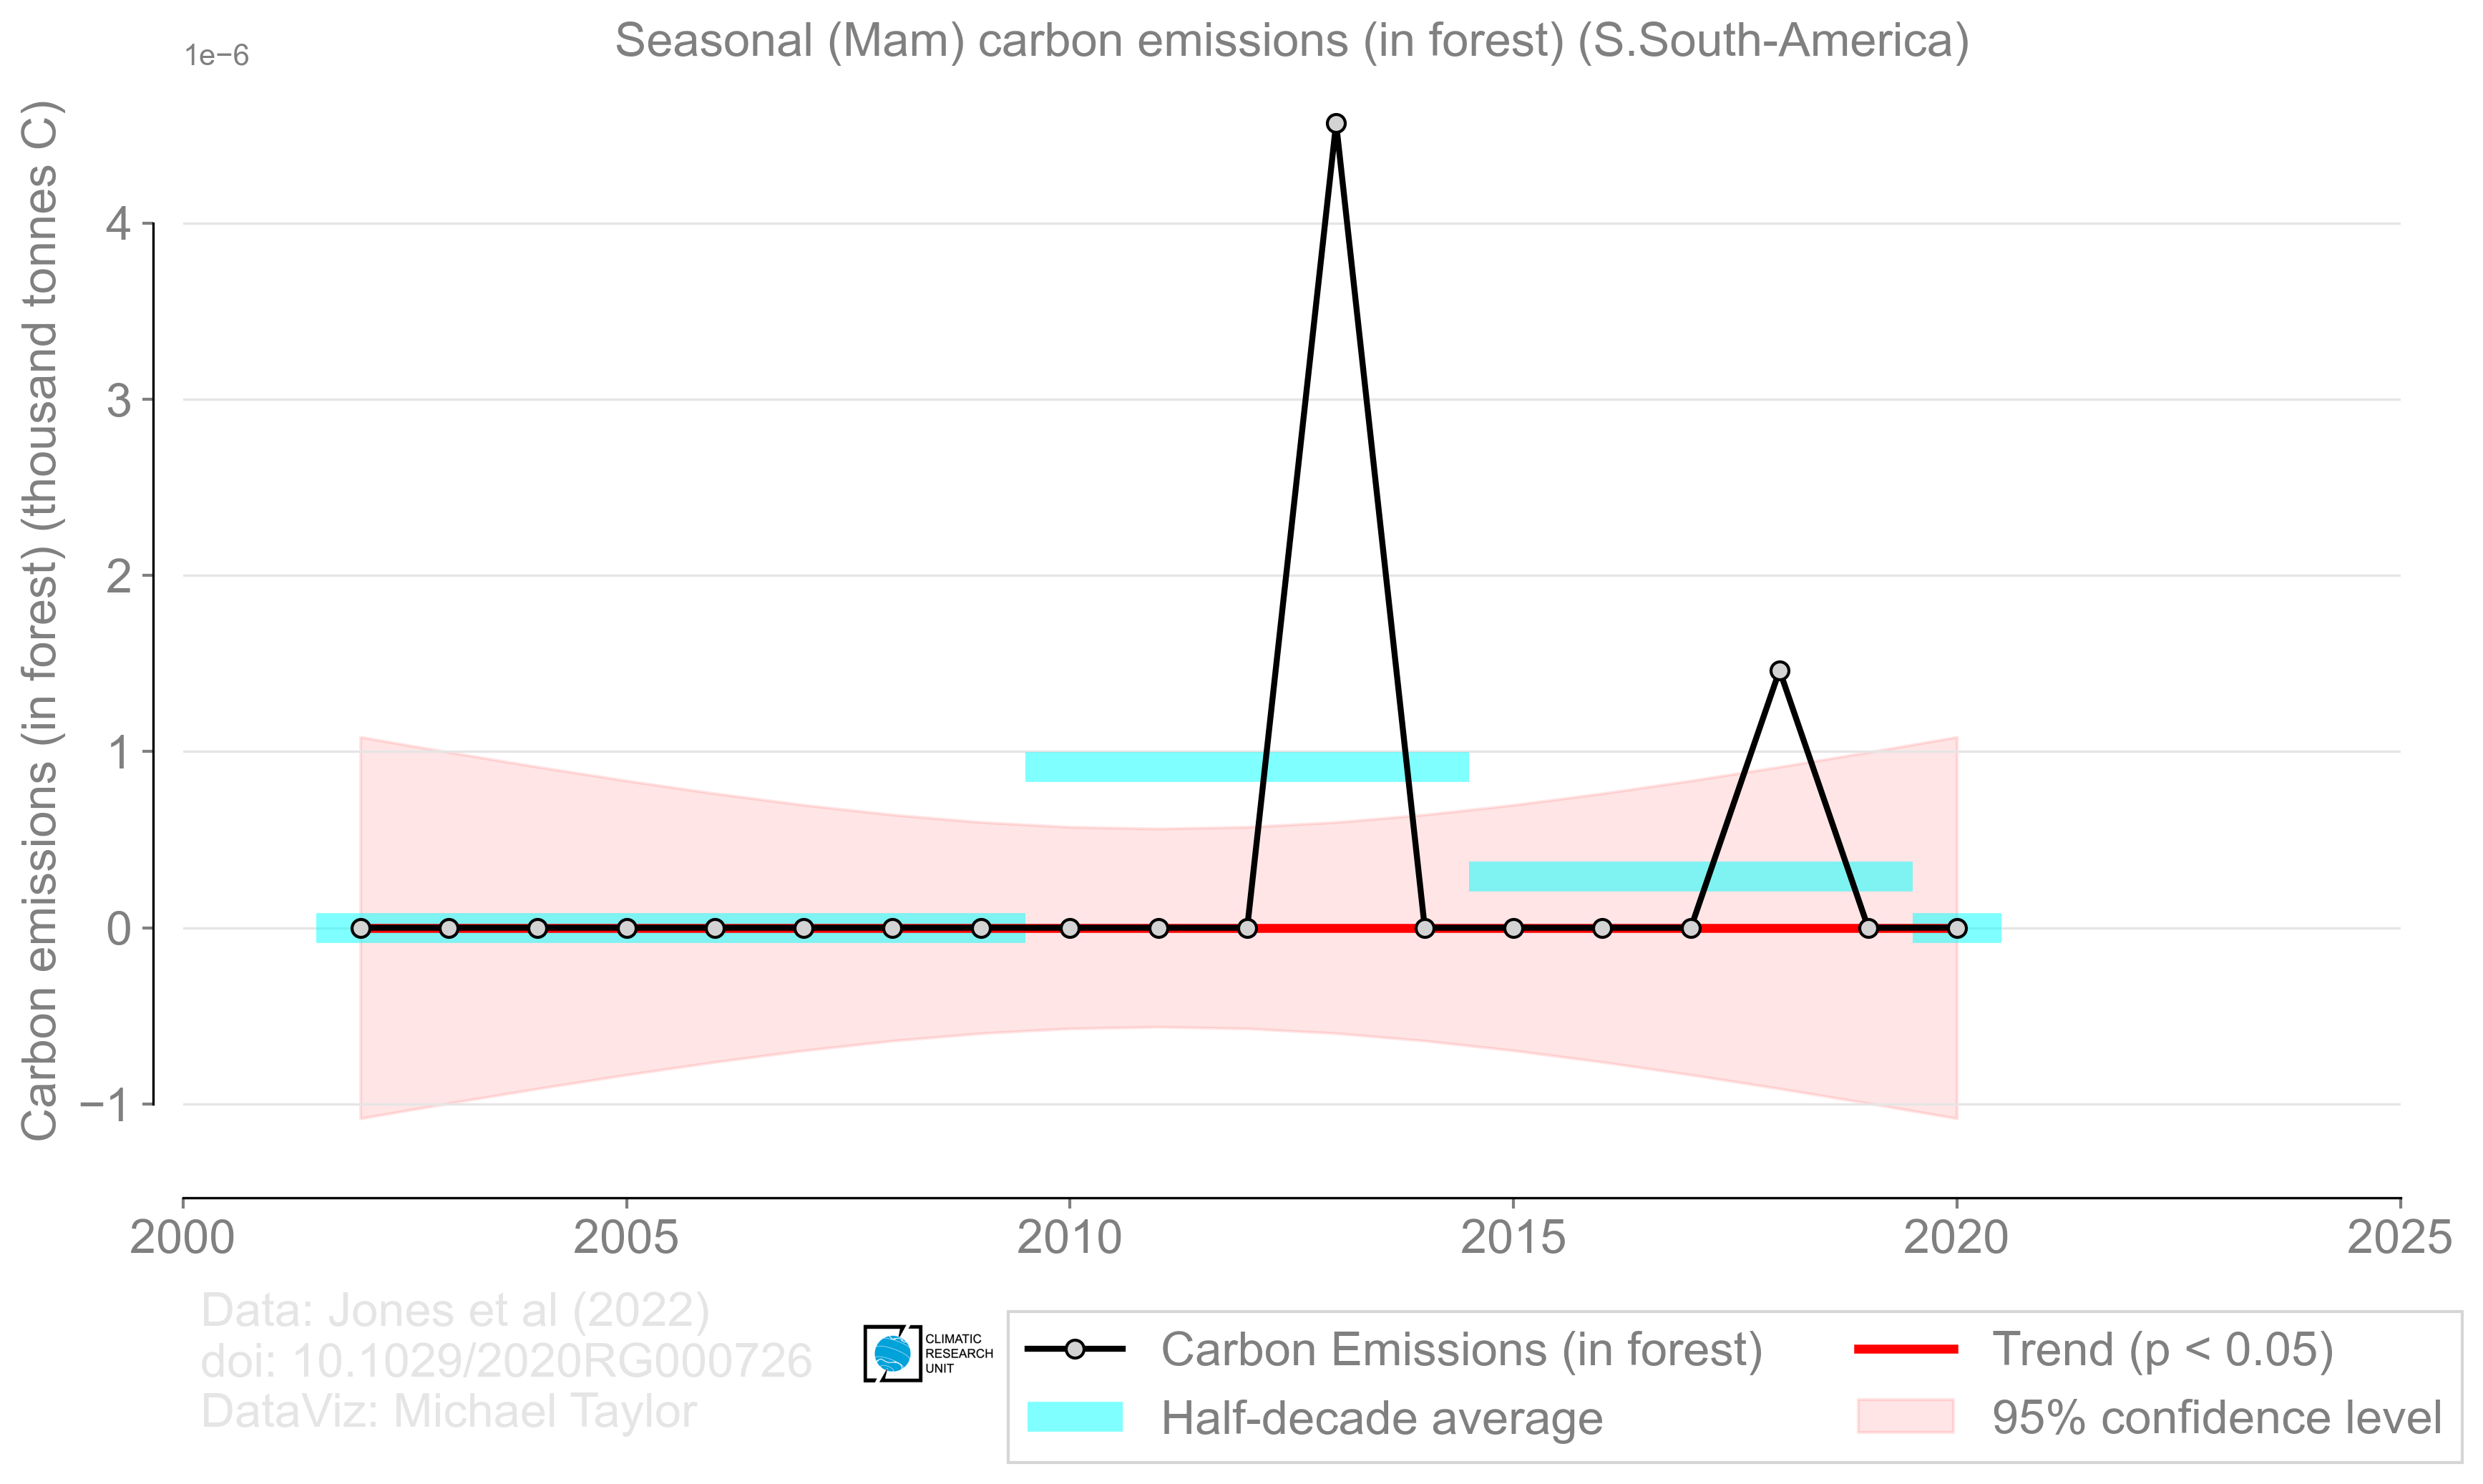 Seasonal (Mam) carbon emissions (in forest) (S.South-America)
1e−6
Carbon emissions (in forest) (thousand tonnes C)
4
3
2
1
0
−1
2000 2005 2010 2015 2020 2025
Data: Jones et al (2022)
doi: 10.1029/2020RG000726
DataViz: Michael Taylor
CLIMATIC
RESEARCH
UNIT
Carbon Emissions (in forest)
Half-decade average
Trend (p < 0.05)
95% confidence level